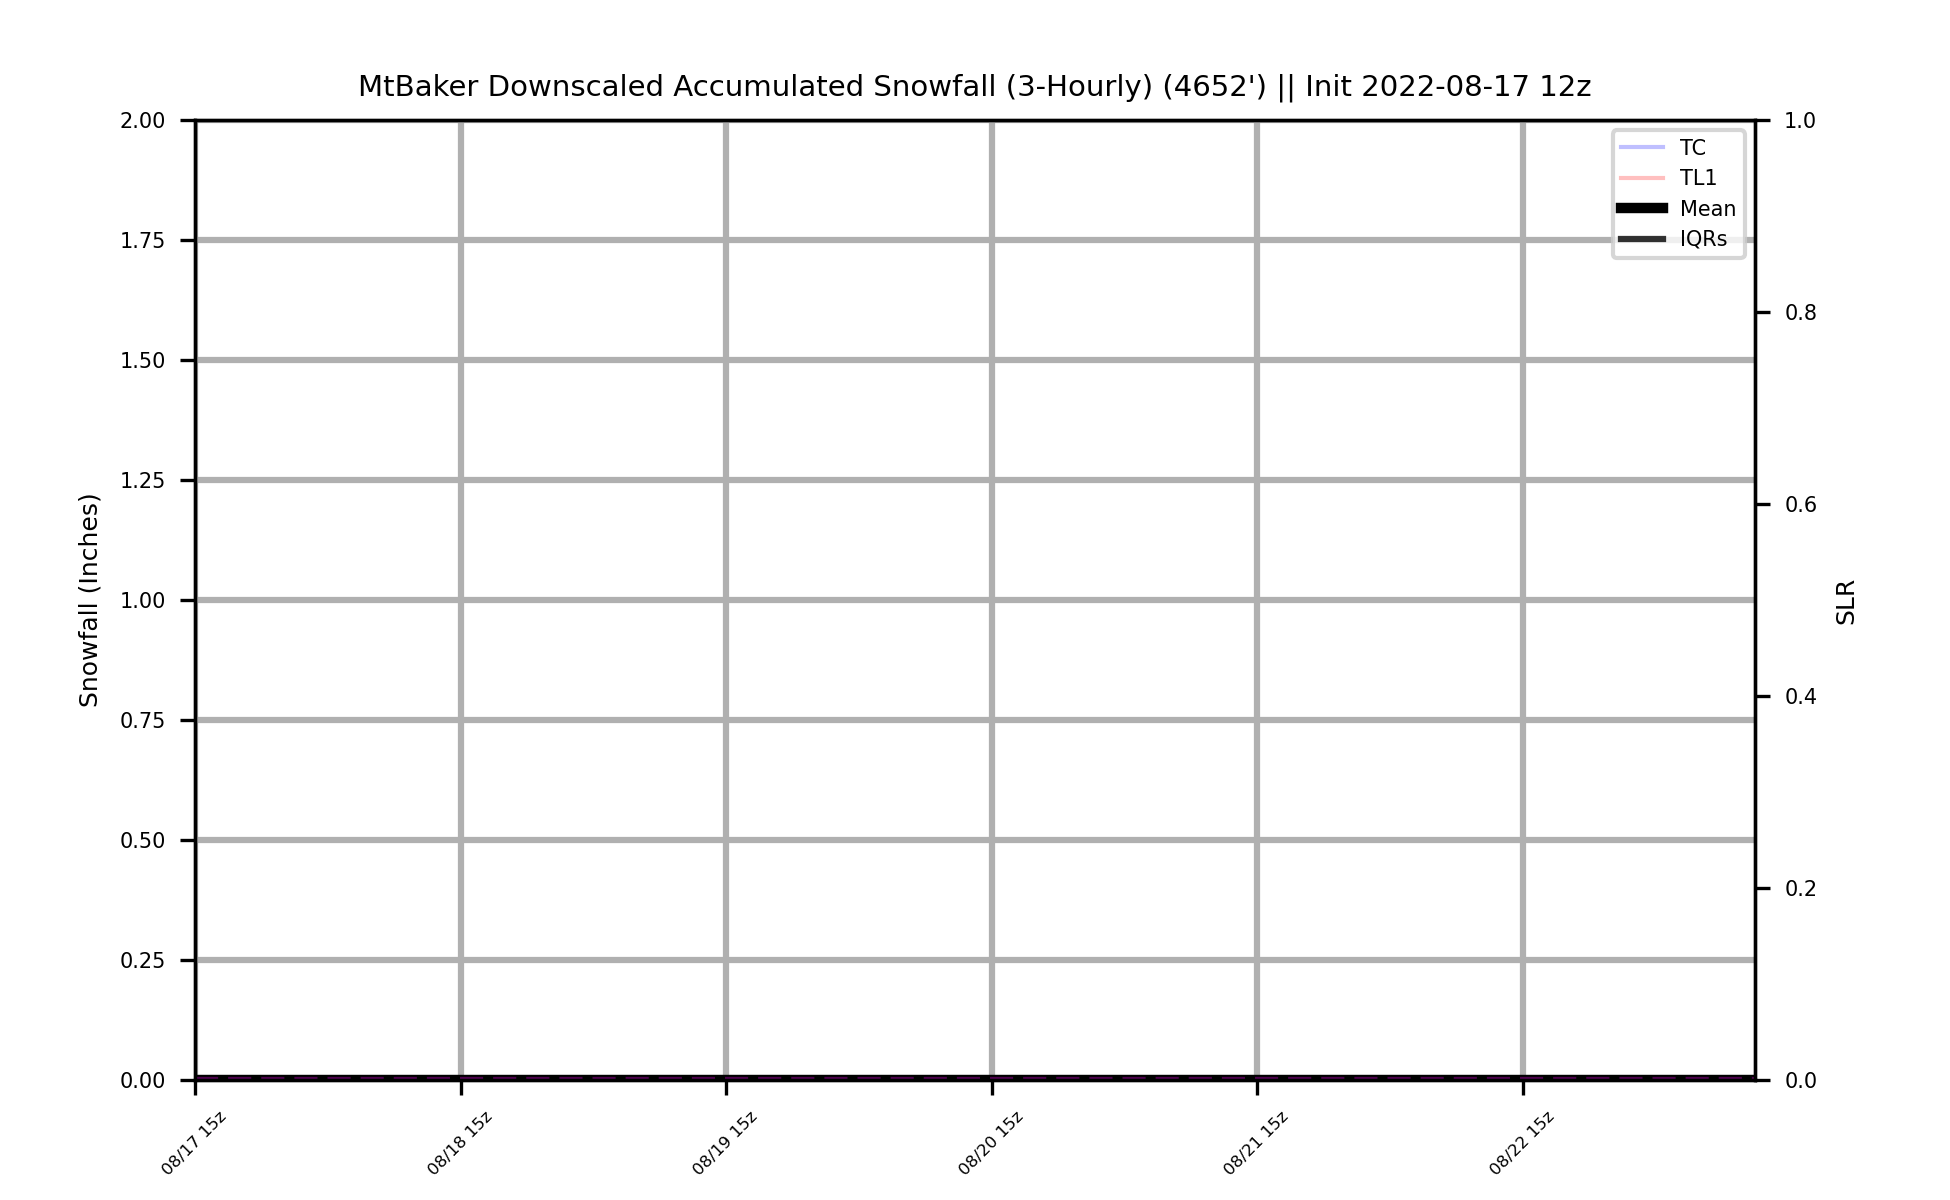 MtBaker Downscaled Accumulated Snowfall (3-Hourly) (4652') || Init 2022-08-17 12z
2.00
1.75
1.50
1.25
1.00
0.75
0.50
0.25
0.00
Snowfall (Inches)
TC
TL1
Mean
IQRs
1.0
0.8
0.6
0.4
0.2
0.0
SLR
08/17 15z
08/18 15z
08/19 15z
08/20 15z
08/21 15z
08/22 15z